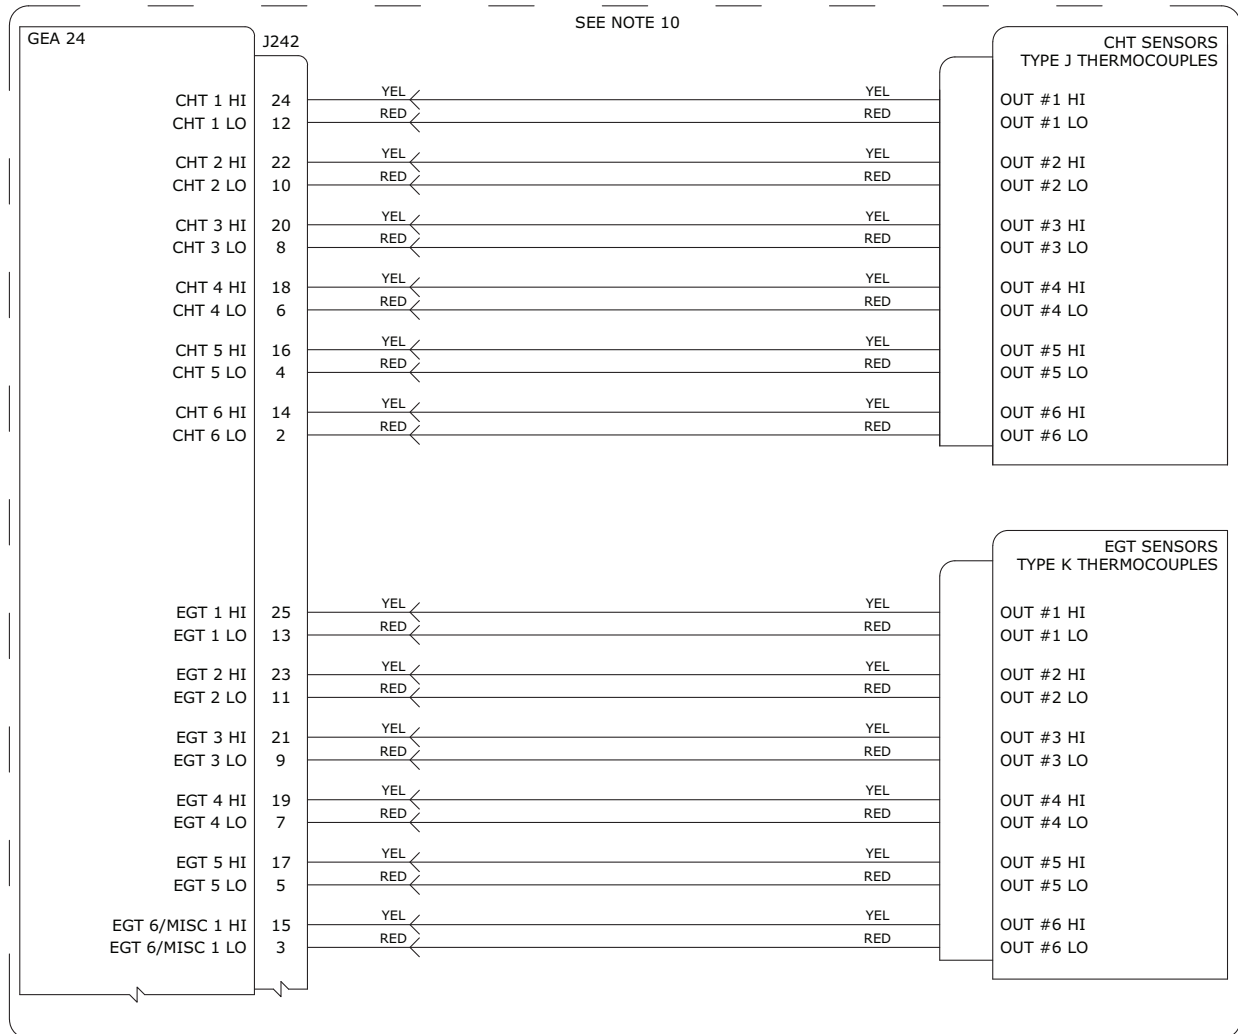 SEE NOTE 10
GEA 24
J242
CHT SENSORS
TYPE J THERMOCOUPLES
CHT 1 HI 24 YEL YEL OUT #1 HI
CHT 1 LO 12 RED RED OUT #1 LO
CHT 2 HI 22 YEL YEL OUT #2 HI
CHT 2 LO 10 RED RED OUT #2 LO
CHT 3 HI 20 YEL YEL OUT #3 HI
CHT 3 LO 8 RED RED OUT #3 LO
CHT 4 HI 18 YEL YEL OUT #4 HI
CHT 4 LO 6 RED RED OUT #4 LO
CHT 5 HI 16 YEL YEL OUT #5 HI
CHT 5 LO 4 RED RED OUT #5 LO
CHT 6 HI 14 YEL YEL OUT #6 HI
CHT 6 LO 2 RED RED OUT #6 LO
EGT SENSORS
TYPE K THERMOCOUPLES
EGT 1 HI 25 YEL YEL OUT #1 HI
EGT 1 LO 13 RED RED OUT #1 LO
EGT 2 HI 23 YEL YEL OUT #2 HI
EGT 2 LO 11 RED RED OUT #2 LO
EGT 3 HI 21 YEL YEL OUT #3 HI
EGT 3 LO 9 RED RED OUT #3 LO
EGT 4 HI 19 YEL YEL OUT #4 HI
EGT 4 LO 7 RED RED OUT #4 LO
EGT 5 HI 17 YEL YEL OUT #5 HI
EGT 5 LO 5 RED RED OUT #5 LO
EGT 6/MISC 1 HI 15 YEL YEL OUT #6 HI
EGT 6/MISC 1 LO 3 RED RED OUT #6 LO